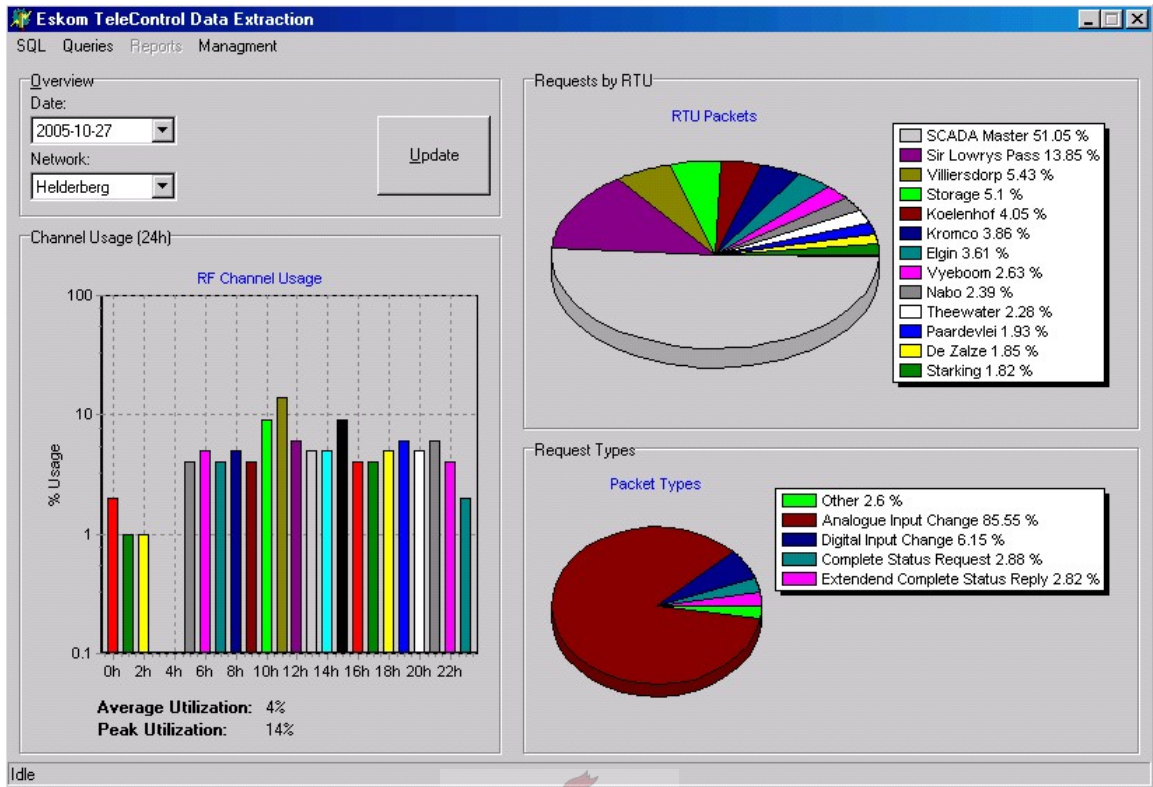 Eskom TeleControl Data Extraction
SQL Queries Reports Managment
Overview
Date:
2005-10-27
Network:
Helderberg
Update
Channel Usage (24h)
RF Channel Usage
% Usage
100
10
1
0.1
0h 2h 4h 6h 8h 10h 12h 14h 16h 18h 20h 22h
Average Utilization: 4%
Peak Utilization: 14%
Requests by RTU
RTU Packets
SCADA Master 51.05 %
Sir Lowrys Pass 13.85 %
Villiersdorp 5.43 %
Storage 5.1 %
Koelenhof 4.05 %
Kromco 3.86 %
Elgin 3.61 %
Vyeboom 2.63 %
Nabo 2.39 %
Theewater 2.28 %
Paardevlei 1.93 %
De Zalze 1.85 %
Starking 1.82 %
Request Types
Packet Types
Other 2.6 %
Analogue Input Change 85.55 %
Digital Input Change 6.15 %
Complete Status Request 2.88 %
Extendend Complete Status Reply 2.82 %
Idle